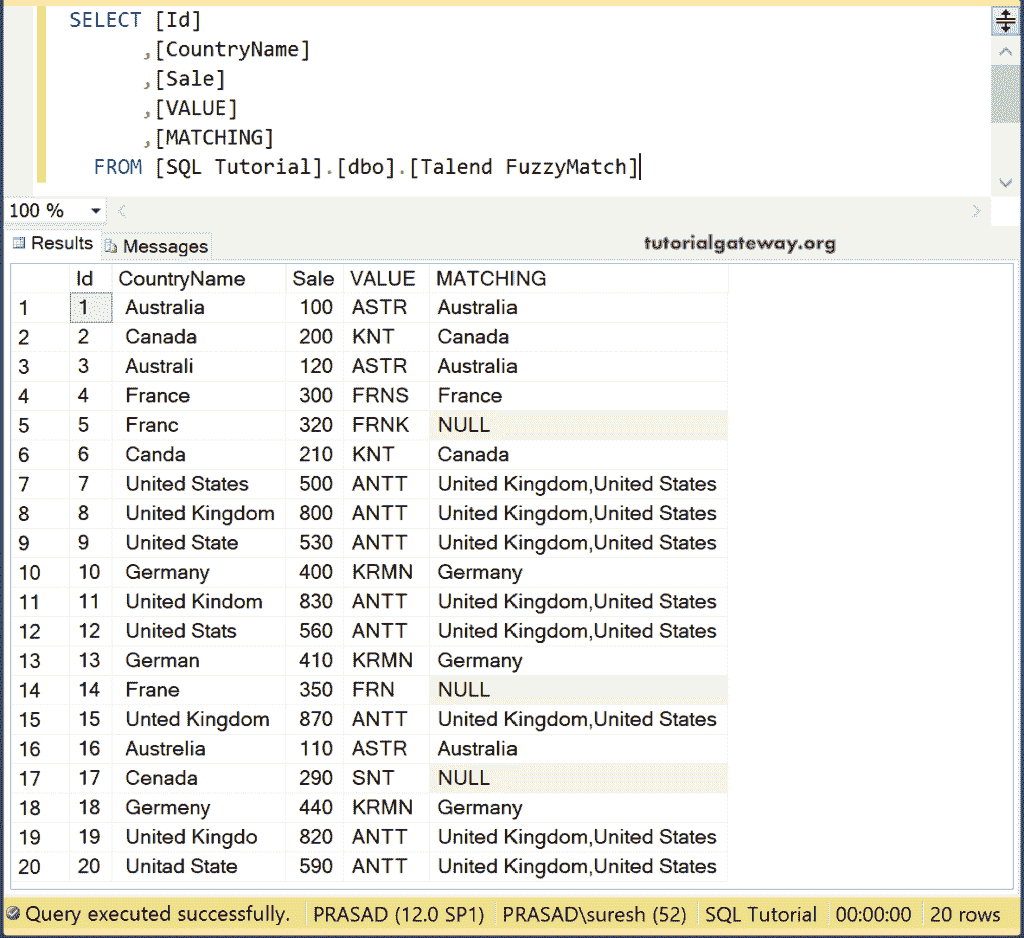 SELECT [Id]
,[CountryName]
,[Sale]
,[VALUE]
,[MATCHING]
FROM [SQL Tutorial].[dbo].[Talend FuzzyMatch]
100 %
Results Messages tutorialgateway.org
Id CountryName Sale VALUE MATCHING
1 1 Australia 100 ASTR Australia
2 2 Canada 200 KNT Canada
3 3 Australi 120 ASTR Australia
4 4 France 300 FRNS France
5 5 Franc 320 FRNK NULL
6 6 Canda 210 KNT Canada
7 7 United States 500 ANTT United Kingdom,United States
8 8 United Kingdom 800 ANTT United Kingdom,United States
9 9 United State 530 ANTT United Kingdom,United States
10 10 Germany 400 KRMN Germany
11 11 United Kindom 830 ANTT United Kingdom,United States
12 12 United Stats 560 ANTT United Kingdom,United States
13 13 German 410 KRMN Germany
14 14 Frane 350 FRN NULL
15 15 Unted Kingdom 870 ANTT United Kingdom,United States
16 16 Austrelia 110 ASTR Australia
17 17 Cenada 290 SNT NULL
18 18 Germeny 440 KRMN Germany
19 19 United Kingdo 820 ANTT United Kingdom,United States
20 20 Unitad State 590 ANTT United Kingdom,United States
Query executed successfully. PRASAD (12.0 SP1) PRASAD\suresh (52) SQL Tutorial 00:00:00 20 rows